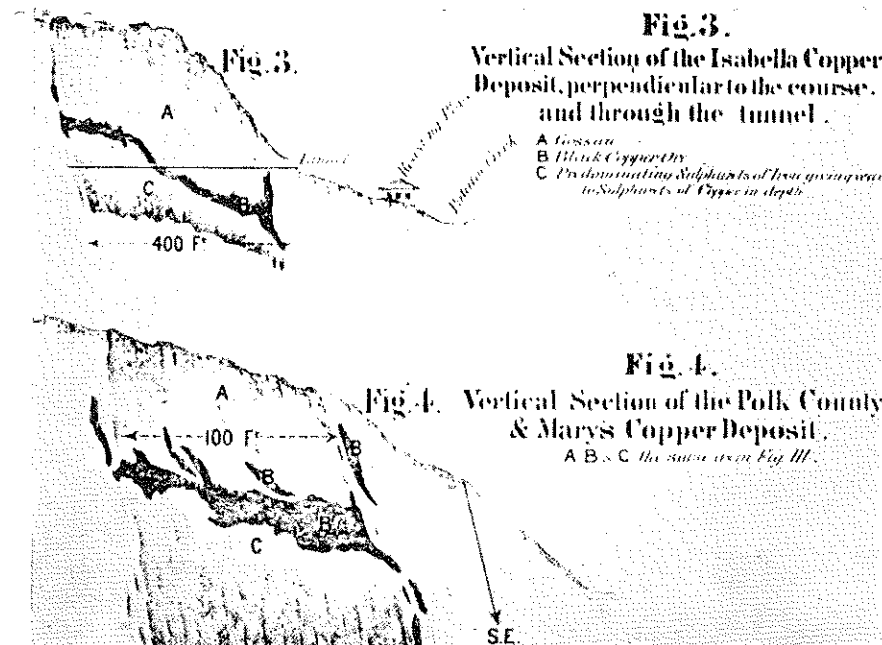 Fig. 3.
Fig. 3.
Vertical Section of the Isabella Copper
Deposit, perpendicular to the course,
and through the tunnel.
A Gossan
B Black Copper Ore
C Predominating Sulphurets of Iron giving way
to Sulphurets of Copper in depth
Tunnel
Potato Creek
A
C
B
400 Ft
Fig. 4.
Fig. 4.
Vertical Section of the Polk County
& Marys Copper Deposit.
A B & C the same as in Fig III.
A
100 Ft
B
B
B
C
S.E.